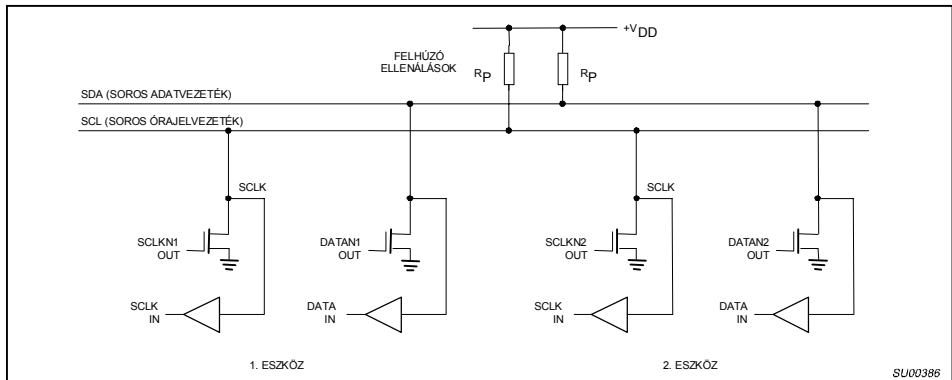 +VDD
FELHÚZÓ
ELLENÁLÁSOK
RP
RP
SDA (SOROS ADATVEZETÉK)
SCL (SOROS ÓRAJELVEZETÉK)
SCLK
SCLK
SCLKN1
OUT
DATAN1
OUT
SCLKN2
OUT
DATAN2
OUT
SCLK
IN
DATA
IN
SCLK
IN
DATA
IN
1. ESZKÖZ
2. ESZKÖZ
SU00386